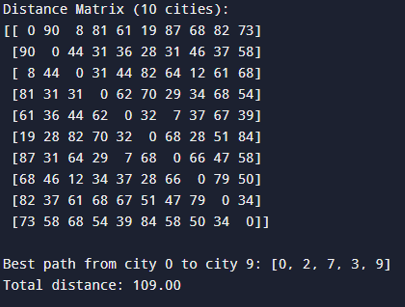 Distance Matrix (10 cities):
[[ 0 90  8 81 61 19 87 68 82 73]
 [90  0 44 31 36 28 31 46 37 58]
 [ 8 44  0 31 44 82 64 12 61 68]
 [81 31 31  0 62 70 29 34 68 54]
 [61 36 44 62  0 32  7 37 67 39]
 [19 28 82 70 32  0 68 28 51 84]
 [87 31 64 29  7 68  0 66 47 58]
 [68 46 12 34 37 28 66  0 79 50]
 [82 37 61 68 67 51 47 79  0 34]
 [73 58 68 54 39 84 58 50 34  0]]
Best path from city 0 to city 9: [0, 2, 7, 3, 9]
Total distance: 109.00